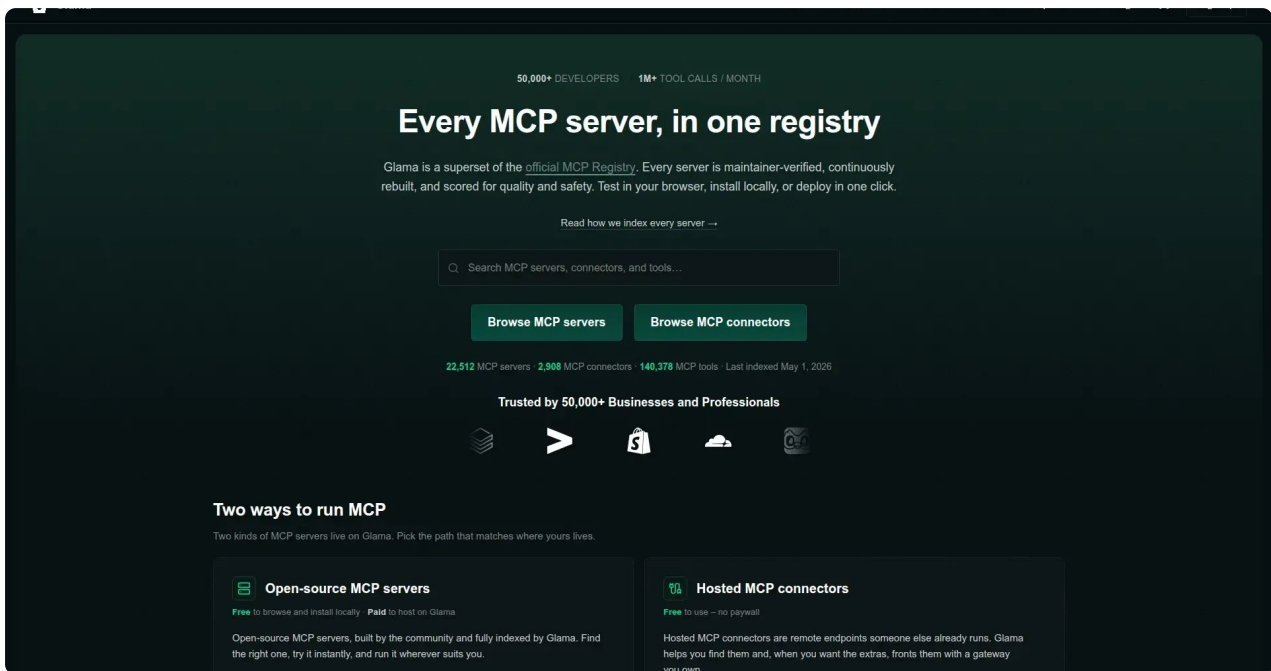 50,000+ DEVELOPERS 1M+ TOOL CALLS / MONTH
Every MCP server, in one registry
Glama is a superset of the official MCP Registry. Every server is maintainer-verified, continuously
rebuilt, and scored for quality and safety. Test in your browser, install locally, or deploy in one click.
Read how we index every server →
Search MCP servers, connectors, and tools…
Browse MCP servers
Browse MCP connectors
22,512 MCP servers · 2,908 MCP connectors · 140,378 MCP tools · Last indexed May 1, 2026
Trusted by 50,000+ Businesses and Professionals
Two ways to run MCP
Two kinds of MCP servers live on Glama. Pick the path that matches where yours lives.
Open-source MCP servers
Free to browse and install locally · Paid to host on Glama
Open-source MCP servers, built by the community and fully indexed by Glama. Find
the right one, try it instantly, and run it wherever suits you.
Hosted MCP connectors
Free to use – no paywall
Hosted MCP connectors are remote endpoints someone else already runs. Glama
helps you find them and, when you want the extras, fronts them with a gateway
you own